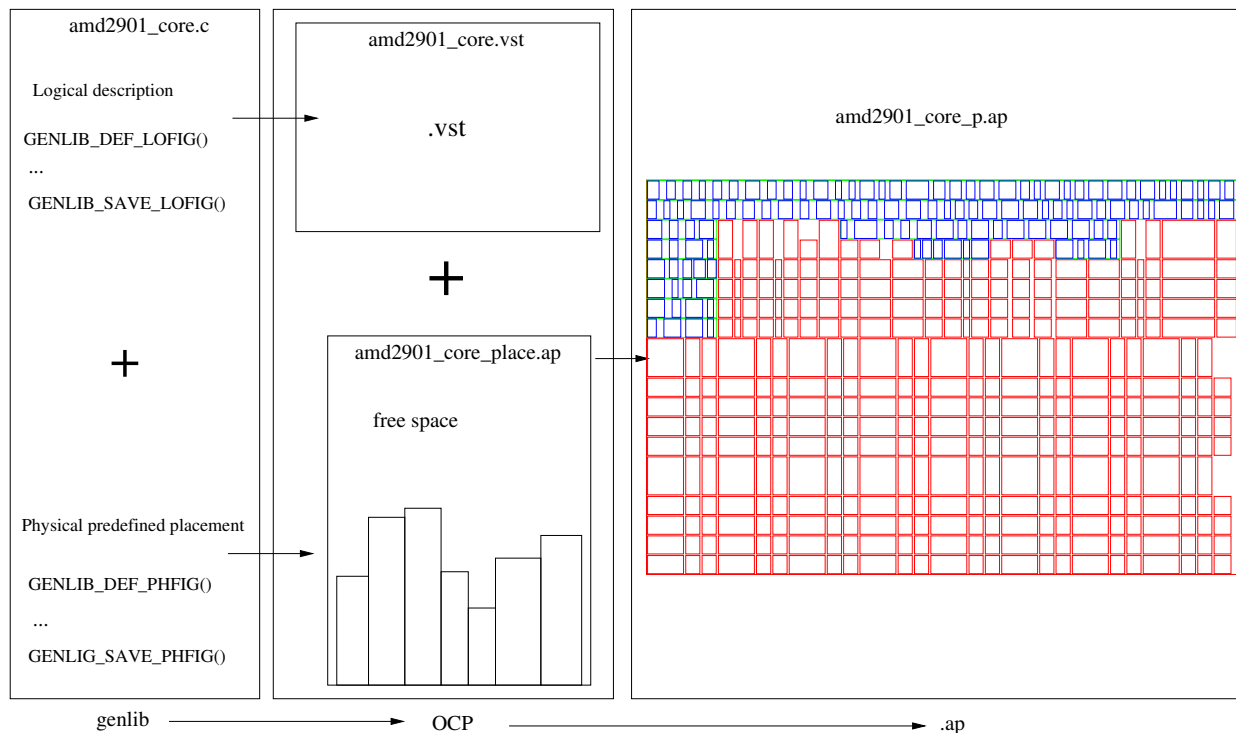 amd2901_core.c
Logical description
GENLIB_DEF_LOFIG()
...
GENLIB_SAVE_LOFIG()
+
Physical predefined placement
GENLIB_DEF_PHFIG()
...
GENLIG_SAVE_PHFIG()
amd2901_core.vst
.vst
+
amd2901_core_place.ap
free space
amd2901_core_p.ap
genlib
OCP
.ap